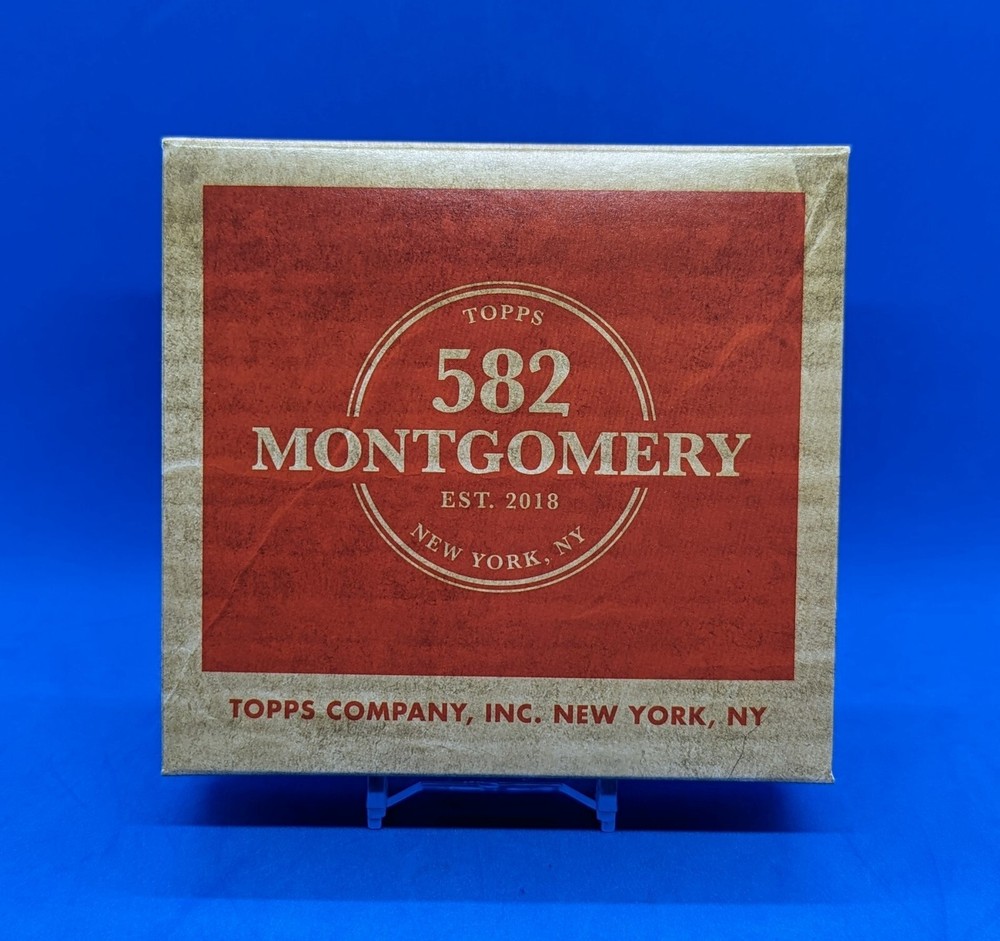 TOPPS
582
MONTGOMERY
EST. 2018
NEW YORK, NY
TOPPS COMPANY, INC. NEW YORK, NY